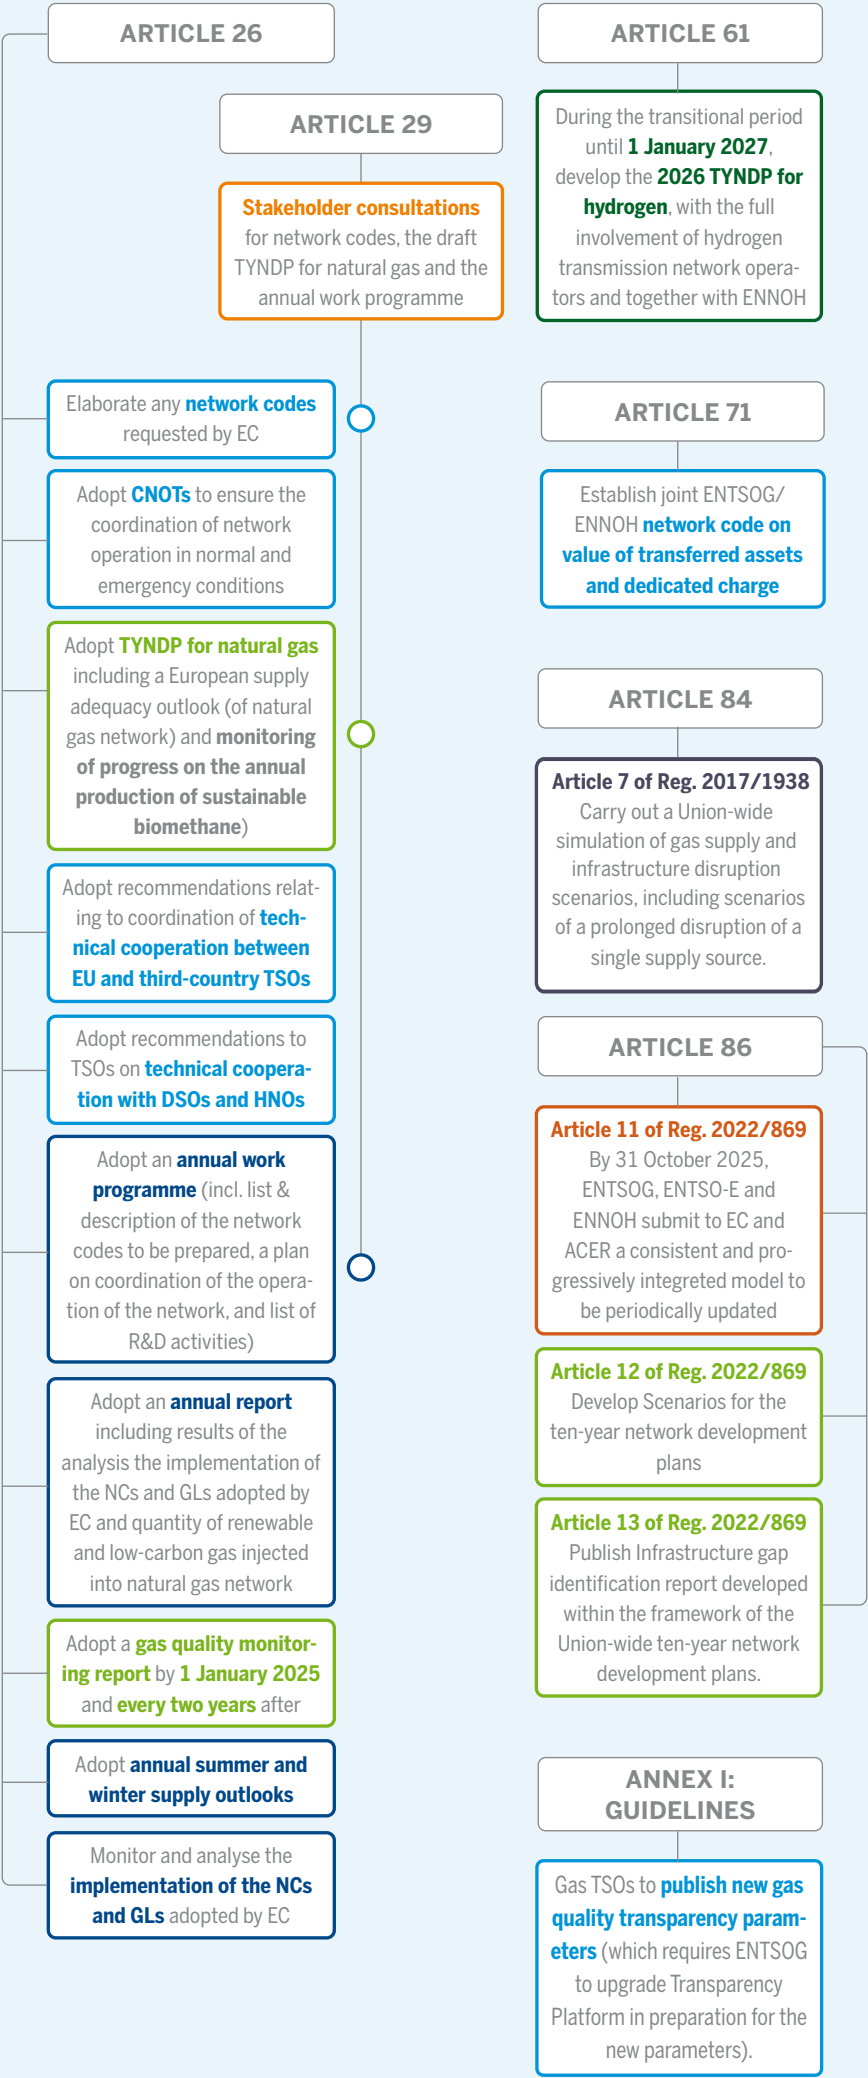 ARTICLE 26
ARTICLE 29
Stakeholder consultations
for network codes, the draft
TYNDP for natural gas and the
annual work programme
Elaborate any network codes
requested by EC
Adopt CNOTs to ensure the
coordination of network
operation in normal and
emergency conditions
Adopt TYNDP for natural gas
including a European supply
adequacy outlook (of natural
gas network) and monitoring
of progress on the annual
production of sustainable
biomethane)
Adopt recommendations relat-
ing to coordination of tech-
nical cooperation between
EU and third-country TSOs
Adopt recommendations to
TSOs on technical coopera-
tion with DSOs and HNOs
Adopt an annual work
programme (incl. list &
description of the network
codes to be prepared, a plan
on coordination of the opera-
tion of the network, and list of
R&D activities)
Adopt an annual report
including results of the
analysis the implementation of
the NCs and GLs adopted by
EC and quantity of renewable
and low-carbon gas injected
into natural gas network
Adopt a gas quality monitor-
ing report by 1 January 2025
and every two years after
Adopt annual summer and
winter supply outlooks
Monitor and analyse the
implementation of the NCs
and GLs adopted by EC
ARTICLE 61
During the transitional period
until 1 January 2027,
develop the 2026 TYNDP for
hydrogen, with the full
involvement of hydrogen
transmission network opera-
tors and together with ENNOH
ARTICLE 71
Establish joint ENTSOG/
ENNOH network code on
value of transferred assets
and dedicated charge
ARTICLE 84
Article 7 of Reg. 2017/1938
Carry out a Union-wide
simulation of gas supply and
infrastructure disruption
scenarios, including scenarios
of a prolonged disruption of a
single supply source.
ARTICLE 86
Article 11 of Reg. 2022/869
By 31 October 2025,
ENTSOG, ENTSO-E and
ENNOH submit to EC and
ACER a consistent and pro-
gressively integreted model to
be periodically updated
Article 12 of Reg. 2022/869
Develop Scenarios for the
ten-year network development
plans
Article 13 of Reg. 2022/869
Publish Infrastructure gap
identification report developed
within the framework of the
Union-wide ten-year network
development plans.
ANNEX I:
GUIDELINES
Gas TSOs to publish new gas
quality transparency param-
eters (which requires ENTSOG
to upgrade Transparency
Platform in preparation for the
new parameters).